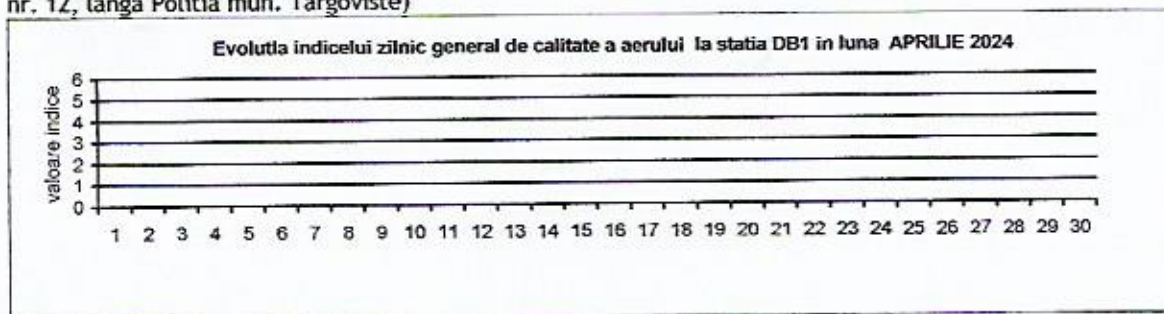 nr. 12, langa Politia mun. Targoviste)
Evolutia indicelui zilnic general de calitate a aerului la statia DB1 in luna APRILIE 2024
valoare indice
6
5
4
3
2
1
0
1 2 3 4 5 6 7 8 9 10 11 12 13 14 15 16 17 18 19 20 21 22 23 24 25 26 27 28 29 30